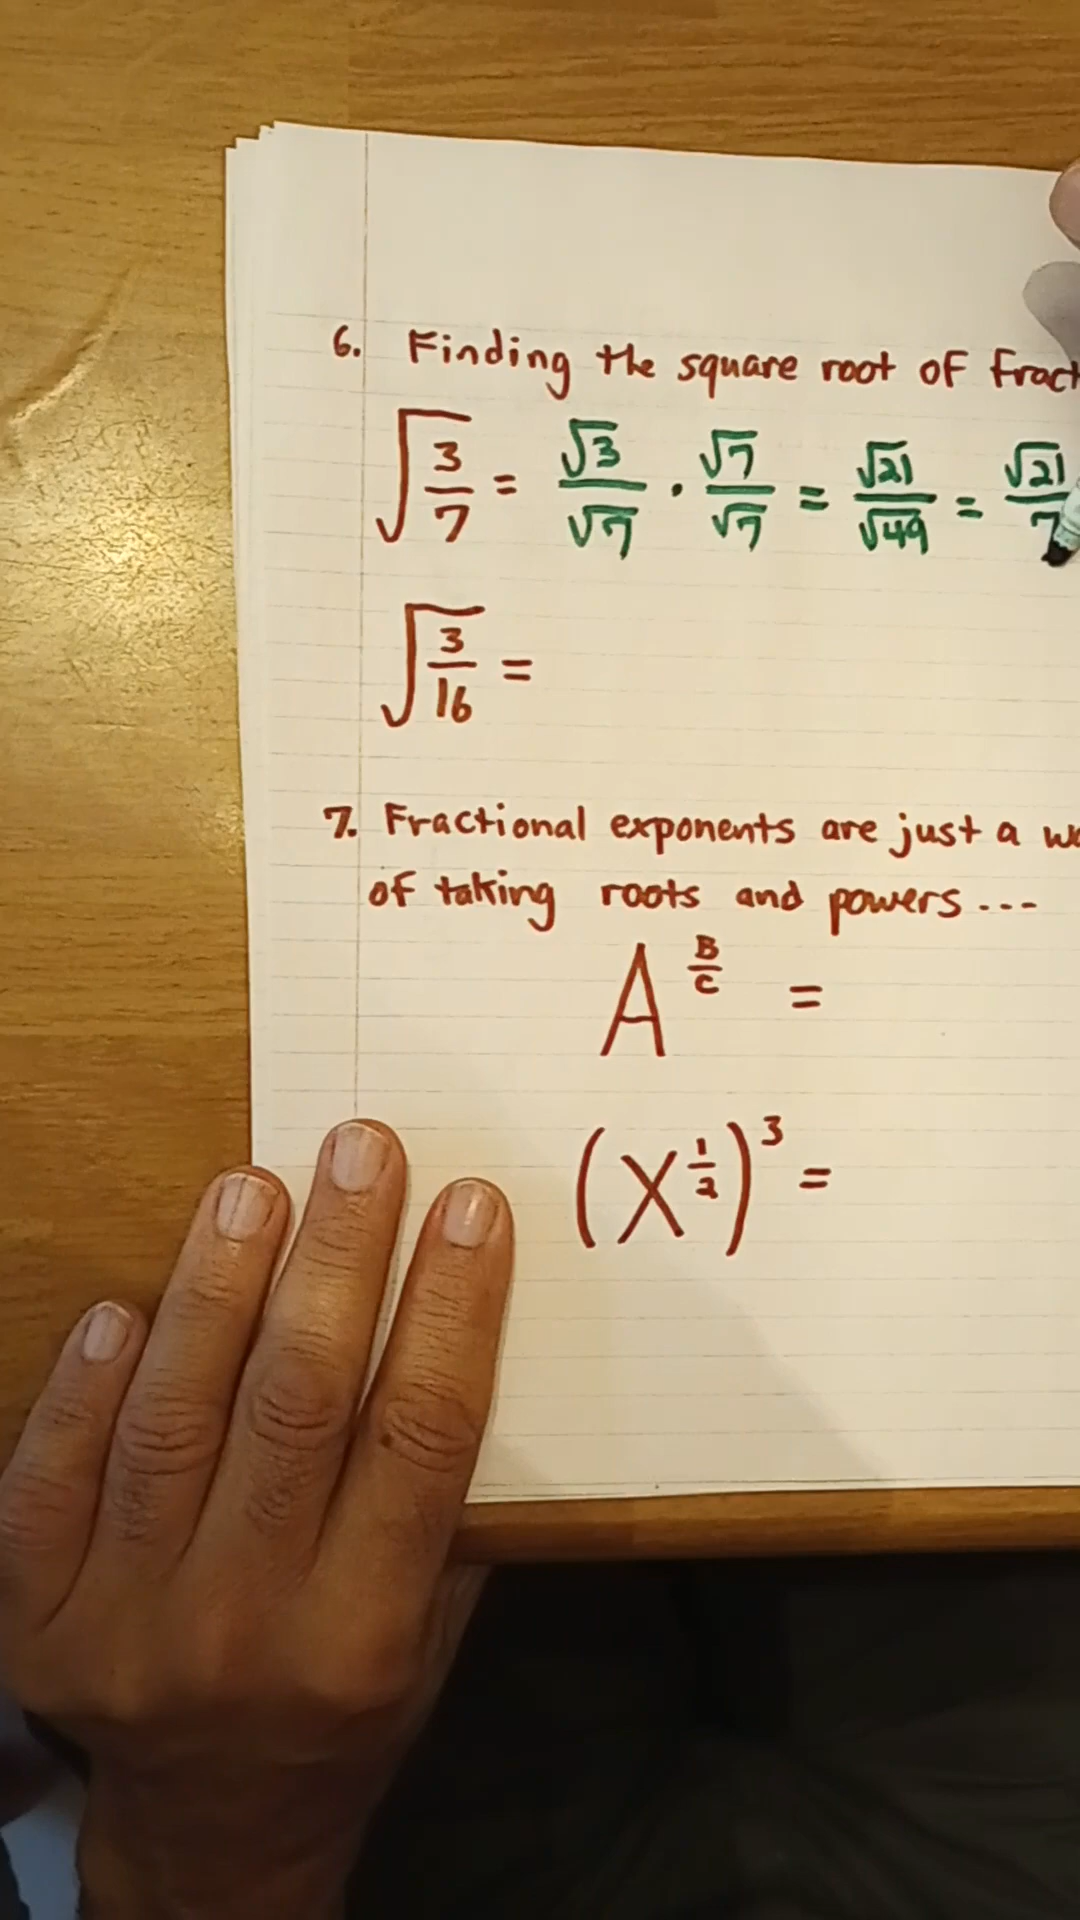 6. Finding the square root of fract
√(3/7) = √3/√7 · √7/√7 = √21/√49 = √21/7
√(3/16) =
7. Fractional exponents are just a
of taking roots and powers ---
A^(B/C) =
(X^(1/2))^3 =